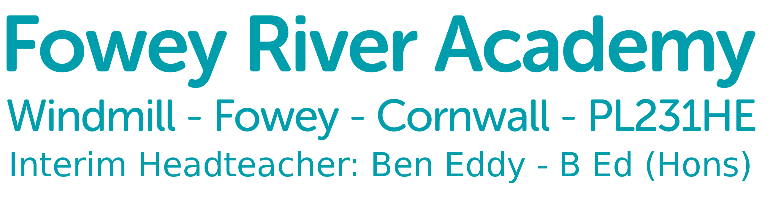 Fowey River Academy
Windmill - Fowey - Cornwall - PL231HE
Interim Headteacher: Ben Eddy - B Ed (Hons)